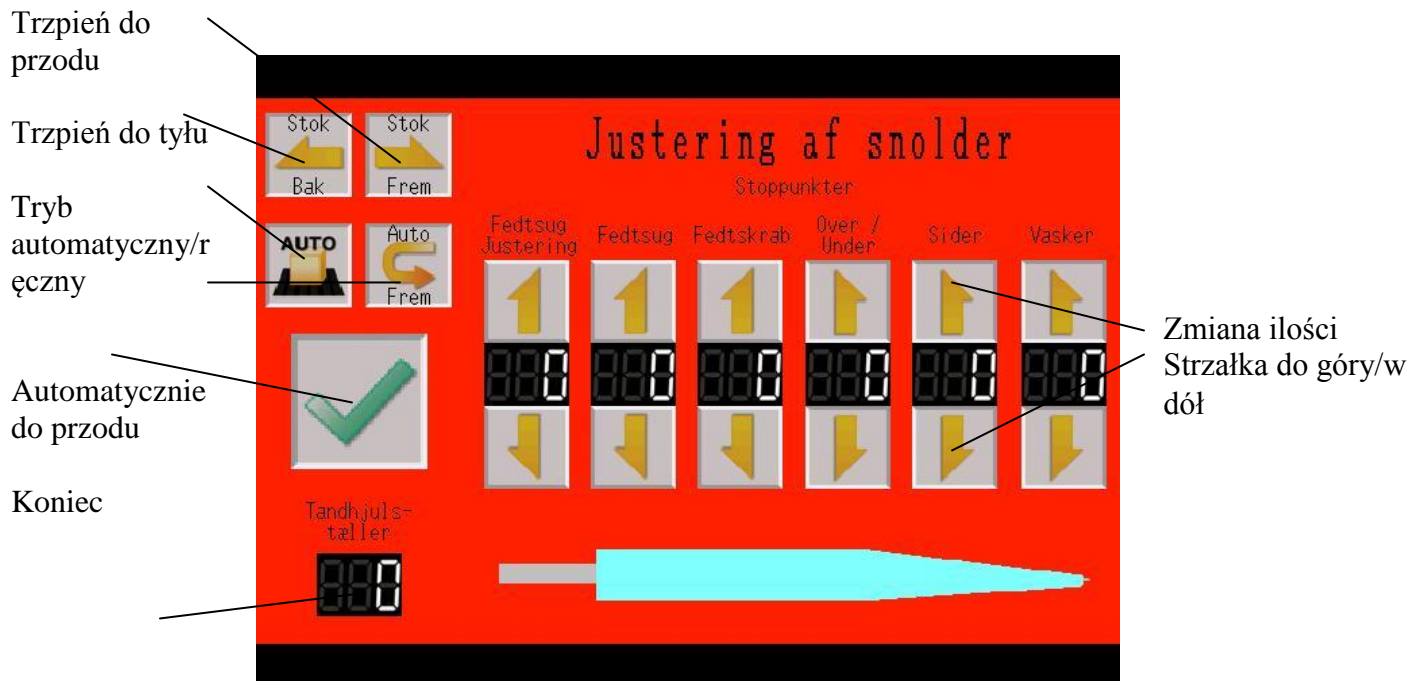 Trzpień do
przodu
Trzpień do tyłu
Tryb
automatyczny/r
ęczny
Automatycznie
do przodu
Koniec
Stok
Bak
Stok
Frem
AUTO
Auto
Frem
Tandhjuls-
tæller
0
Justering af snolder
Stoppunkter
Fedtsug
Justering
Fedtsug
Fedtskrab
Over /
Under
Sider
Vasker
0 0 0 0 0 0
Zmiana ilości
Strzałka do góry/w
dół